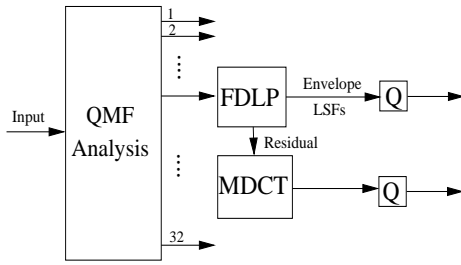 1
2
Input
QMF
Analysis
FDLP
Envelope
LSFs
Q
Residual
MDCT
Q
32